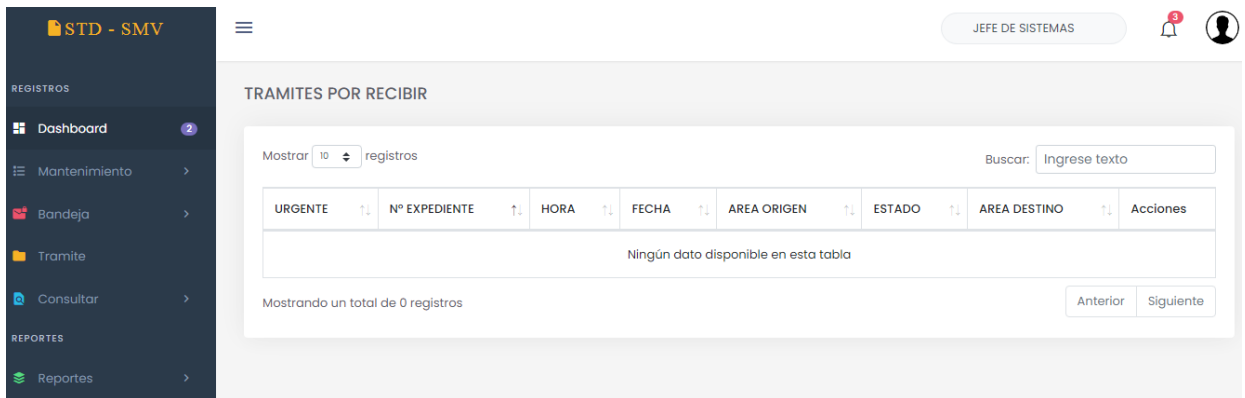 STD - SMV
JEFE DE SISTEMAS
3
REGISTROS
Dashboard 2
Mantenimiento
Bandeja
Tramite
Consultar
REPORTES
Reportes
TRAMITES POR RECIBIR
Mostrar 10 registros
Buscar: Ingrese texto
URGENTE N° EXPEDIENTE HORA FECHA AREA ORIGEN ESTADO AREA DESTINO Acciones
Ningún dato disponible en esta tabla
Mostrando un total de 0 registros
Anterior Siguiente